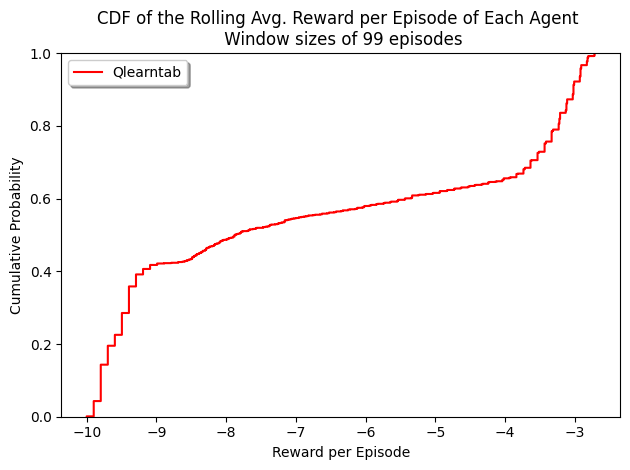 CDF of the Rolling Avg. Reward per Episode of Each Agent
Window sizes of 99 episodes
Qlearntab
1.0
0.8
0.6
0.4
0.2
0.0
Cumulative Probability
−10
−9
−8
−7
−6
−5
−4
−3
Reward per Episode